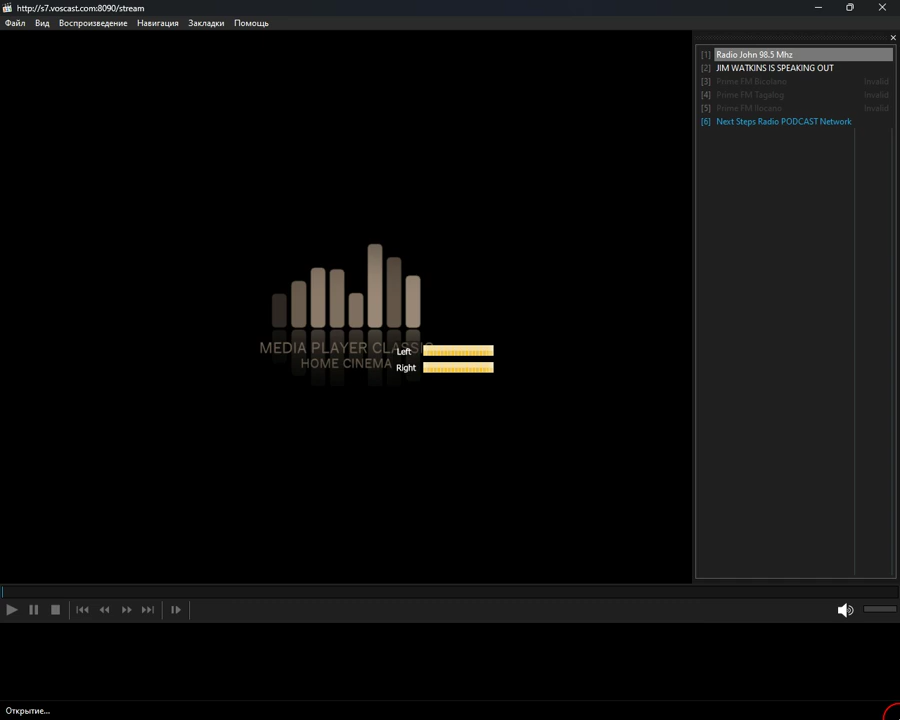 http://s7.voscast.com:8090/stream
Файл Вид Воспроизведение Навигация Закладки Помощь
[1] Radio John 98.5 Mhz
[2] JIM WATKINS IS SPEAKING OUT
[3] Prime FM Bicolano Invalid
[4] Prime FM Tagalog Invalid
[5] Prime FM Ilocano Invalid
[6] Next Steps Radio PODCAST Network
MEDIA PLAYER CLASSIC
HOME CINEMA
Left
Right
Открытие...